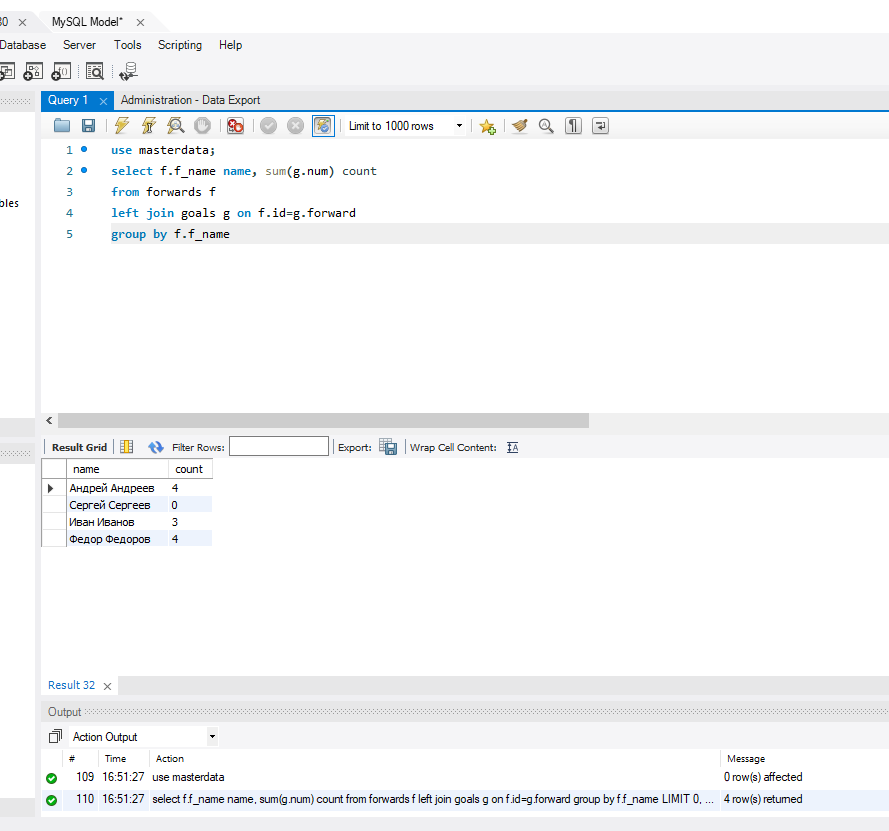 30 MySQL Model*
Database Server Tools Scripting Help
Query 1 Administration - Data Export
Limit to 1000 rows
1 use masterdata;
2 select f.f_name name, sum(g.num) count
3 from forwards f
bles
4 left join goals g on f.id=g.forward
5 group by f.f_name
Result Grid Filter Rows: Export: Wrap Cell Content:
name count
Андрей Андреев 4
Сергей Сергеев 0
Иван Иванов 3
Федор Федоров 4
Result 32
Output
Action Output
# Time Action Message
109 16:51:27 use masterdata 0 row(s) affected
110 16:51:27 select f.f_name name, sum(g.num) count from forwards f left join goals g on f.id=g.forward group by f.f_name LIMIT 0, ... 4 row(s) returned